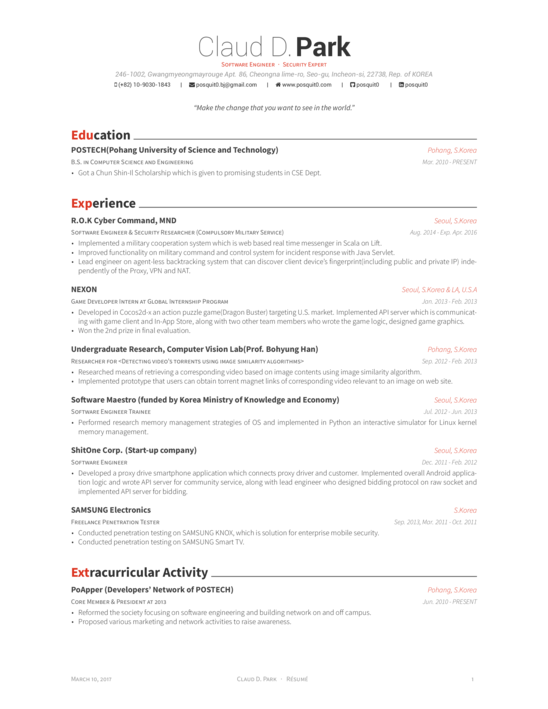 Claud D. Park
SOFTWARE ENGINEER · SECURITY EXPERT
246-1002, Gwangmyeongmayrouge Apt. 86, Cheongna lime-ro, Seo-gu, Incheon-si, 22738, Rep. of KOREA
(+82) 10-9030-1843 | posquit0.bj@gmail.com | www.posquit0.com | posquit0 | posquit0
"Make the change that you want to see in the world."
Education
POSTECH(Pohang University of Science and Technology) Pohang, S.Korea
B.S. IN COMPUTER SCIENCE AND ENGINEERING Mar. 2010 - PRESENT
• Got a Chun Shin-Il Scholarship which is given to promising students in CSE Dept.
Experience
R.O.K Cyber Command, MND Seoul, S.Korea
SOFTWARE ENGINEER & SECURITY RESEARCHER (COMPULSORY MILITARY SERVICE) Aug. 2014 - Exp. Apr. 2016
• Implemented a military cooperation system which is web based real time messenger in Scala on Lift.
• Improved functionality on military command and control system for incident response with Java Servlet.
• Lead engineer on agent-less backtracking system that can discover client device's fingerprint(including public and private IP) inde-
pendently of the Proxy, VPN and NAT.
NEXON Seoul, S.Korea & LA, U.S.A
GAME DEVELOPER INTERN AT GLOBAL INTERNSHIP PROGRAM Jan. 2013 - Feb. 2013
• Developed in Cocos2d-x an action puzzle game(Dragon Buster) targeting U.S. market. Implemented API server which is communicat-
ing with game client and In-App Store, along with two other team members who wrote the game logic, designed game graphics.
• Won the 2nd prize in final evaluation.
Undergraduate Research, Computer Vision Lab(Prof. Bohyung Han) Pohang, S.Korea
RESEARCHER FOR <DETECTING VIDEO'S TORRENTS USING IMAGE SIMILARITY ALGORITHMS> Sep. 2012 - Feb. 2013
• Researched means of retrieving a corresponding video based on image contents using image similarity algorithm.
• Implemented prototype that users can obtain torrent magnet links of corresponding video relevant to an image on web site.
Software Maestro (funded by Korea Ministry of Knowledge and Economy) Seoul, S.Korea
SOFTWARE ENGINEER TRAINEE Jul. 2012 - Jun. 2013
• Performed research memory management strategies of OS and implemented in Python an interactive simulator for Linux kernel
memory management.
ShitOne Corp. (Start-up company) Seoul, S.Korea
SOFTWARE ENGINEER Dec. 2011 - Feb. 2012
• Developed a proxy drive smartphone application which connects proxy driver and customer. Implemented overall Android applica-
tion logic and wrote API server for community service, along with lead engineer who designed bidding protocol on raw socket and
implemented API server for bidding.
SAMSUNG Electronics S.Korea
FREELANCE PENETRATION TESTER Sep. 2013, Mar. 2011 - Oct. 2011
• Conducted penetration testing on SAMSUNG KNOX, which is solution for enterprise mobile security.
• Conducted penetration testing on SAMSUNG Smart TV.
Extracurricular Activity
PoApper (Developers' Network of POSTECH) Pohang, S.Korea
CORE MEMBER & PRESIDENT AT 2013 Jun. 2010 - PRESENT
• Reformed the society focusing on software engineering and building network on and off campus.
• Proposed various marketing and network activities to raise awareness.
MARCH 10, 2017 CLAUD D. PARK · RÉSUMÉ 1